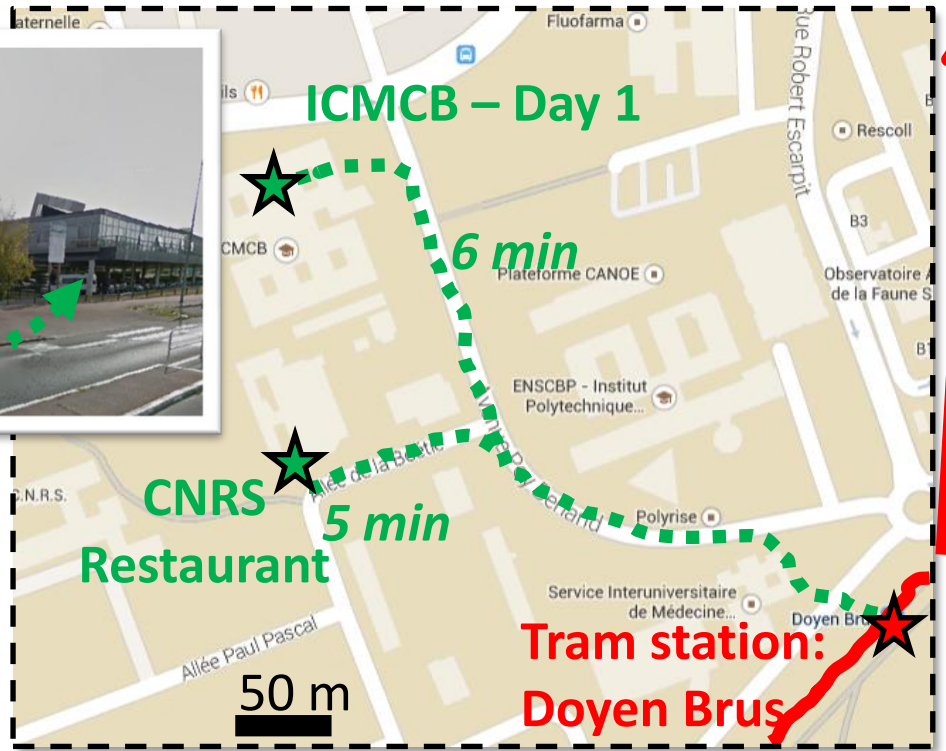 aternelle
Fluofarma
Rue Robert Escarpit
ils
ICMCB – Day 1
Rescoll
B3
CMCB
6 min
Plateforme CANOE
Observatoire
de la Faune S
ENSCBP - Institut
Polytechnique...
Allée de la Boétie
C.N.R.S.
CNRS
Restaurant
5 min
Polyrise
Service Interuniversitaire
de Médecine...
Doyen Bru
Tram station:
Doyen Brus
Allée Paul Pascal
50 m